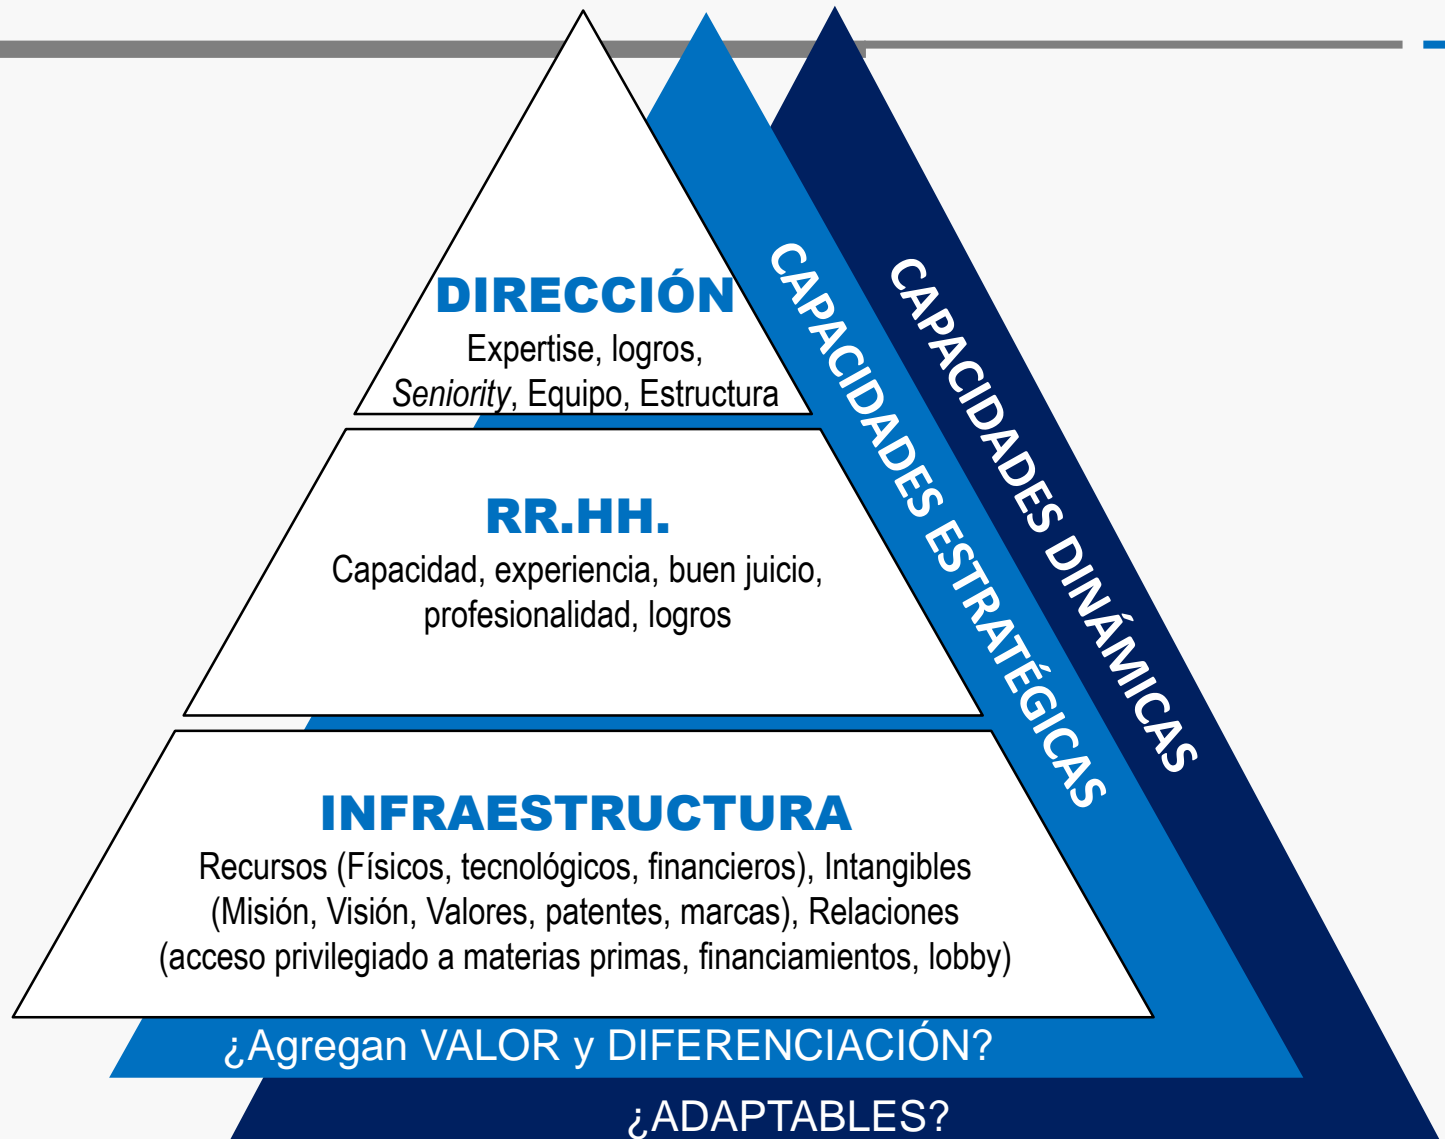 DIRECCIÓN
Expertise, logros,
Seniority, Equipo, Estructura
RR.HH.
Capacidad, experiencia, buen juicio,
profesionalidad, logros
INFRAESTRUCTURA
Recursos (Físicos, tecnológicos, financieros), Intangibles
(Misión, Visión, Valores, patentes, marcas), Relaciones
(acceso privilegiado a materias primas, financiamientos, lobby)
CAPACIDADES ESTRATÉGICAS
¿Agregan VALOR y DIFERENCIACIÓN?
CAPACIDADES DINÁMICAS
¿ADAPTABLES?